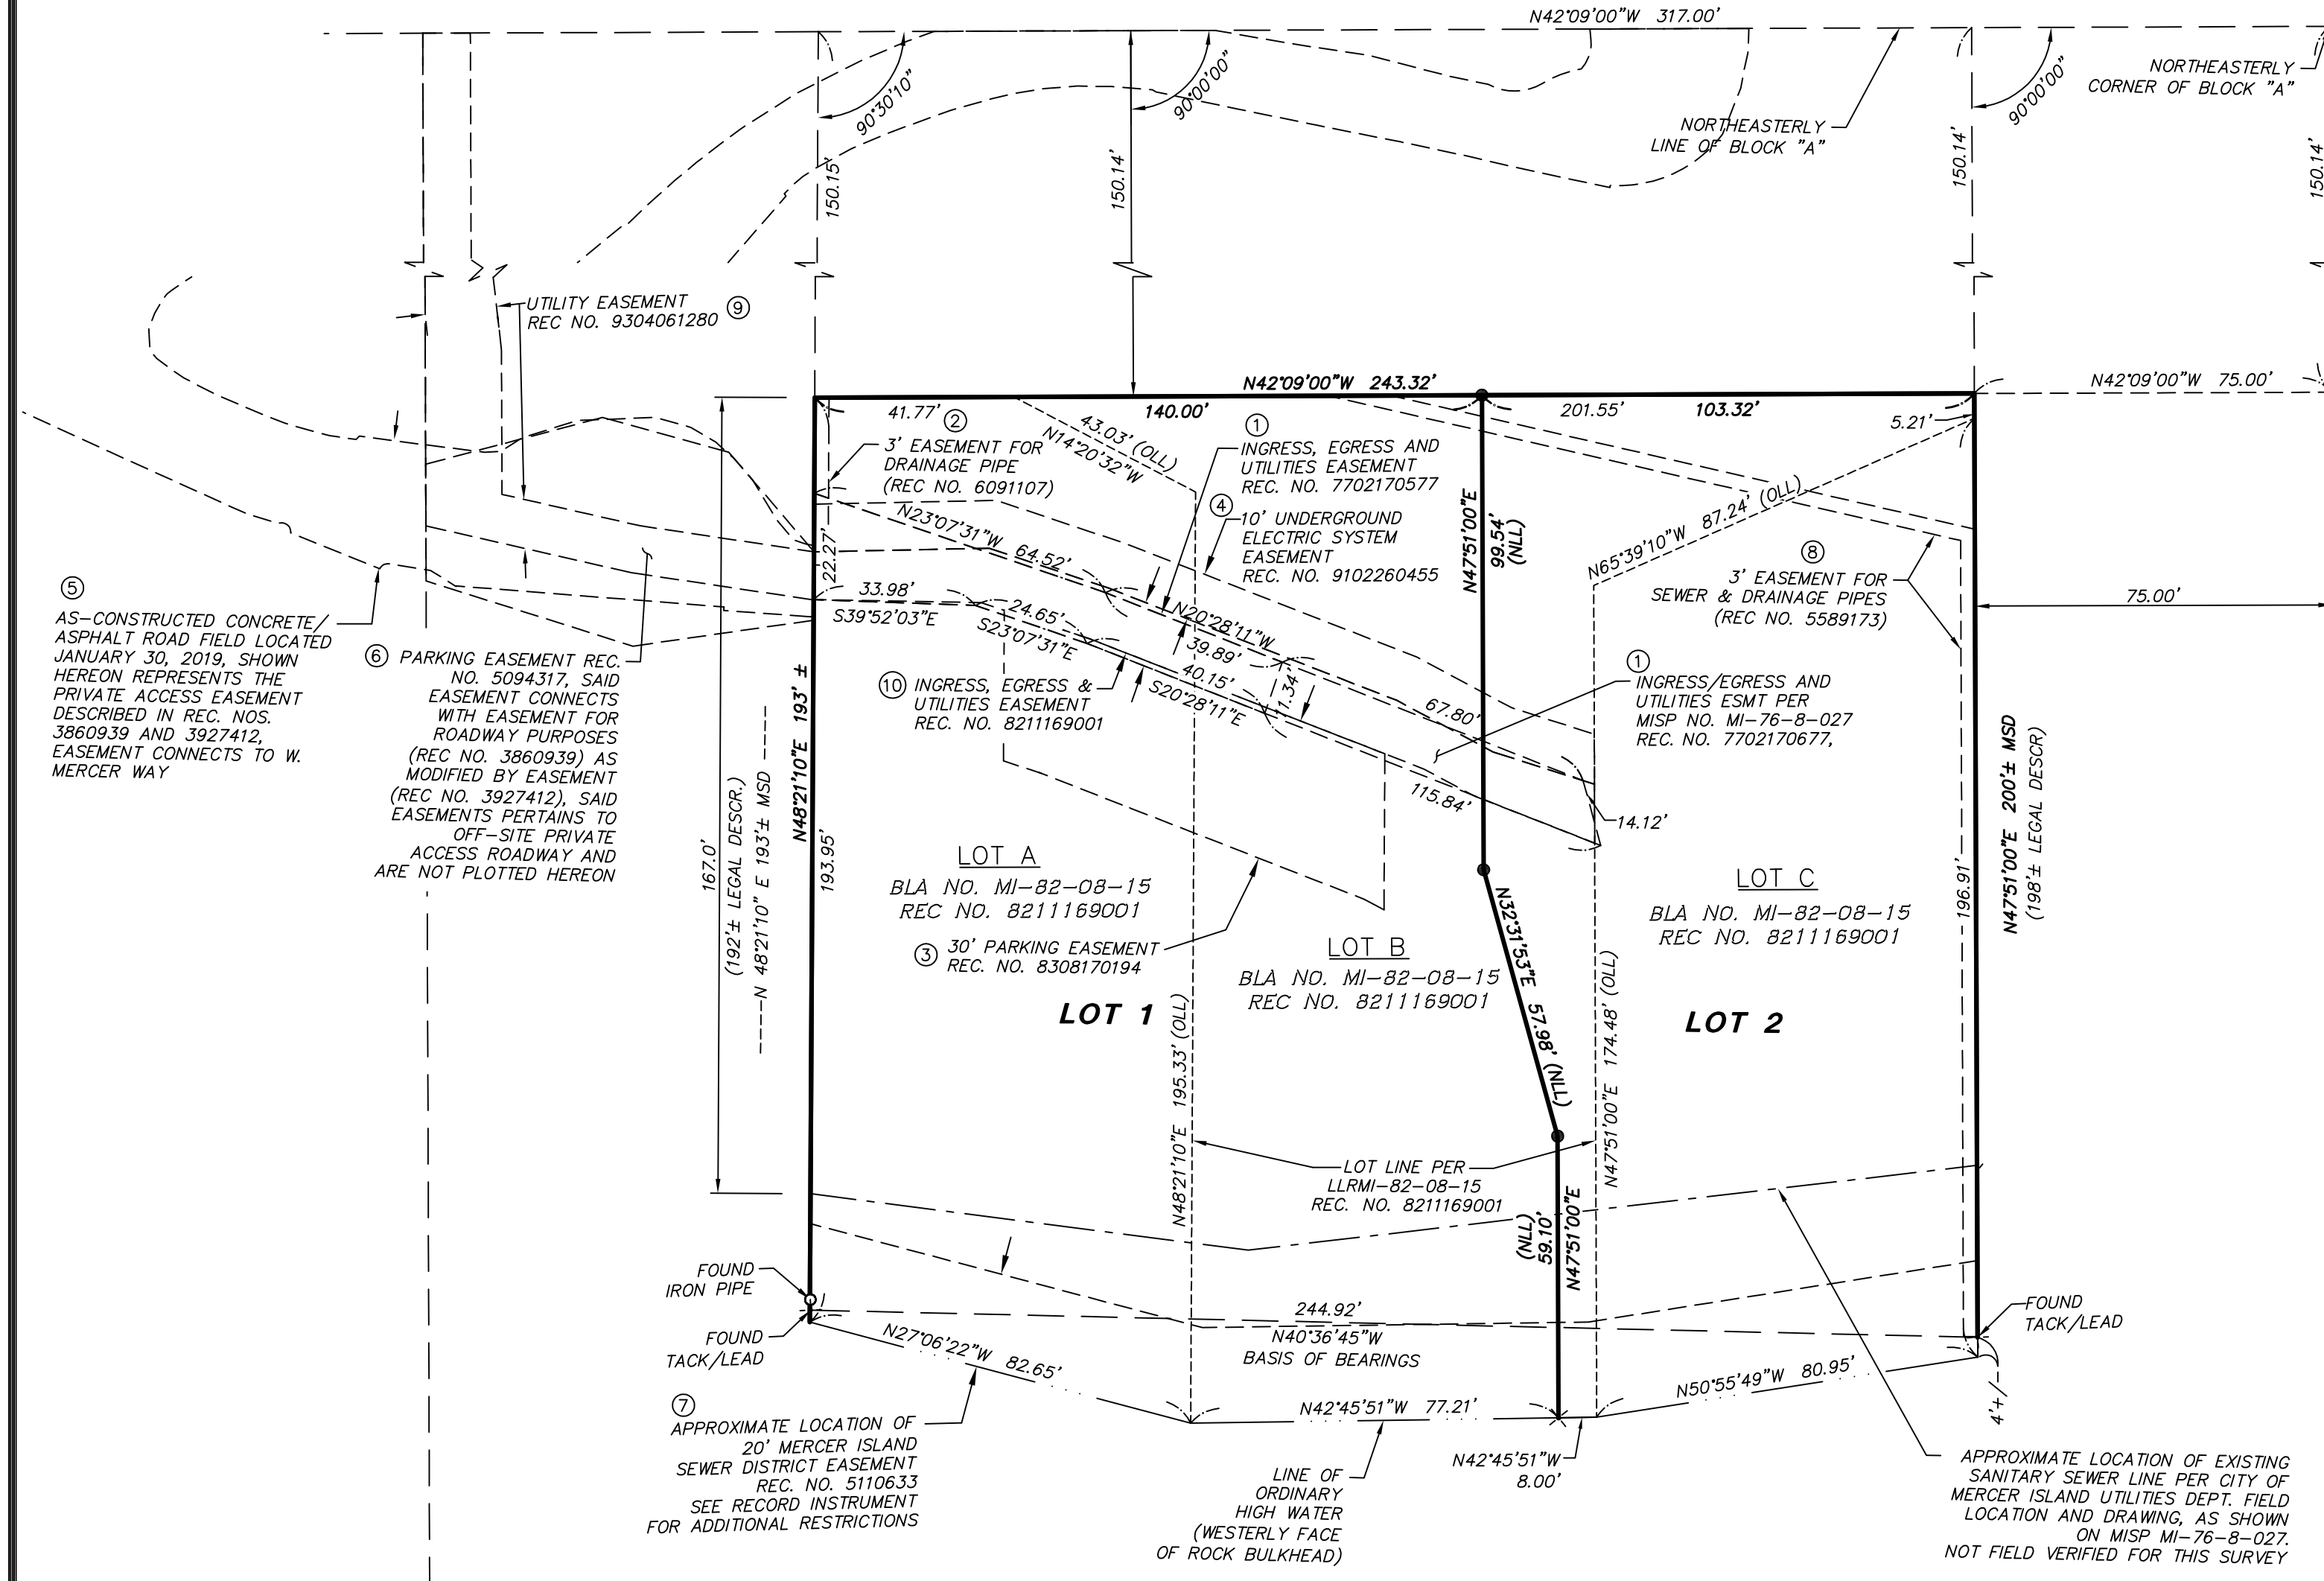 N42°09'00"W 317.00'
NORTHEASTERLY
CORNER OF BLOCK "A"
NORTHEASTERLY
LINE OF BLOCK "A"
90°30'10"
90°00'00"
90°00'00"
150.15'
150.14'
150.14'
150.14'
UTILITY EASEMENT
REC NO. 9304061280
9
N42°09'00"W 243.32'
N42°09'00"W 75.00'
41.77'
140.00'
201.55'
103.32'
5.21'
2
3' EASEMENT FOR
DRAINAGE PIPE
(REC NO. 6091107)
43.03' (OLL)
N14°20'32"W
1
INGRESS, EGRESS AND
UTILITIES EASEMENT
REC. NO. 7702170577
4
10' UNDERGROUND
ELECTRIC SYSTEM
EASEMENT
REC. NO. 9102260455
N47°51'00"E
99.54'
(NLL)
N65°39'10"W 87.24' (OLL)
8
3' EASEMENT FOR
SEWER & DRAINAGE PIPES
(REC NO. 5589173)
75.00'
N23°07'31"W 64.52'
22.27'
33.98'
S39°52'03"E
24.65'
S23°07'31"E
N20°28'11"W
39.89'
40.15'
S20°28'11"E
11.34'
67.80'
115.84'
14.12'
5
AS-CONSTRUCTED CONCRETE/
ASPHALT ROAD FIELD LOCATED
JANUARY 30, 2019, SHOWN
HEREON REPRESENTS THE
PRIVATE ACCESS EASEMENT
DESCRIBED IN REC. NOS.
3860939 AND 3927412,
EASEMENT CONNECTS TO W.
MERCER WAY
6 PARKING EASEMENT REC.
NO. 5094317, SAID
EASEMENT CONNECTS
WITH EASEMENT FOR
ROADWAY PURPOSES
(REC NO. 3860939) AS
MODIFIED BY EASEMENT
(REC NO. 3927412), SAID
EASEMENTS PERTAINS TO
OFF-SITE PRIVATE
ACCESS ROADWAY AND
ARE NOT PLOTTED HEREON
10 INGRESS, EGRESS &
UTILITIES EASEMENT
REC. NO. 8211169001
1
INGRESS/EGRESS AND
UTILITIES ESMT PER
MISP NO. MI-76-8-027
REC. NO. 7702170677,
167.0'
(192'± LEGAL DESCR.)
N 48°21'10" E 193'± MSD
N48°21'10"E 193' ±
193.95'
LOT A
BLA NO. MI-82-08-15
REC NO. 8211169001
3 30' PARKING EASEMENT
REC. NO. 8308170194
LOT B
BLA NO. MI-82-08-15
REC NO. 8211169001
LOT C
BLA NO. MI-82-08-15
REC NO. 8211169001
LOT 1
LOT 2
N32°31'53"E 57.98' (NLL)
N48°21'10"E 195.33' (OLL)
N47°51'00"E 174.48' (OLL)
196.91'
N47°51'00"E 200'± MSD
(198'± LEGAL DESCR)
LOT LINE PER
LLRMI-82-08-15
REC. NO. 8211169001
(NLL)
59.10'
N47°51'00"E
FOUND
IRON PIPE
FOUND
TACK/LEAD
FOUND
TACK/LEAD
244.92'
N40°36'45"W
BASIS OF BEARINGS
N27°06'22"W 82.65'
N42°45'51"W 77.21'
N50°55'49"W 80.95'
4'+/
N42°45'51"W
8.00'
7
APPROXIMATE LOCATION OF
20' MERCER ISLAND
SEWER DISTRICT EASEMENT
REC. NO. 5110633
SEE RECORD INSTRUMENT
FOR ADDITIONAL RESTRICTIONS
LINE OF
ORDINARY
HIGH WATER
(WESTERLY FACE
OF ROCK BULKHEAD)
APPROXIMATE LOCATION OF EXISTING
SANITARY SEWER LINE PER CITY OF
MERCER ISLAND UTILITIES DEPT. FIELD
LOCATION AND DRAWING, AS SHOWN
ON MISP MI-76-8-027.
NOT FIELD VERIFIED FOR THIS SURVEY